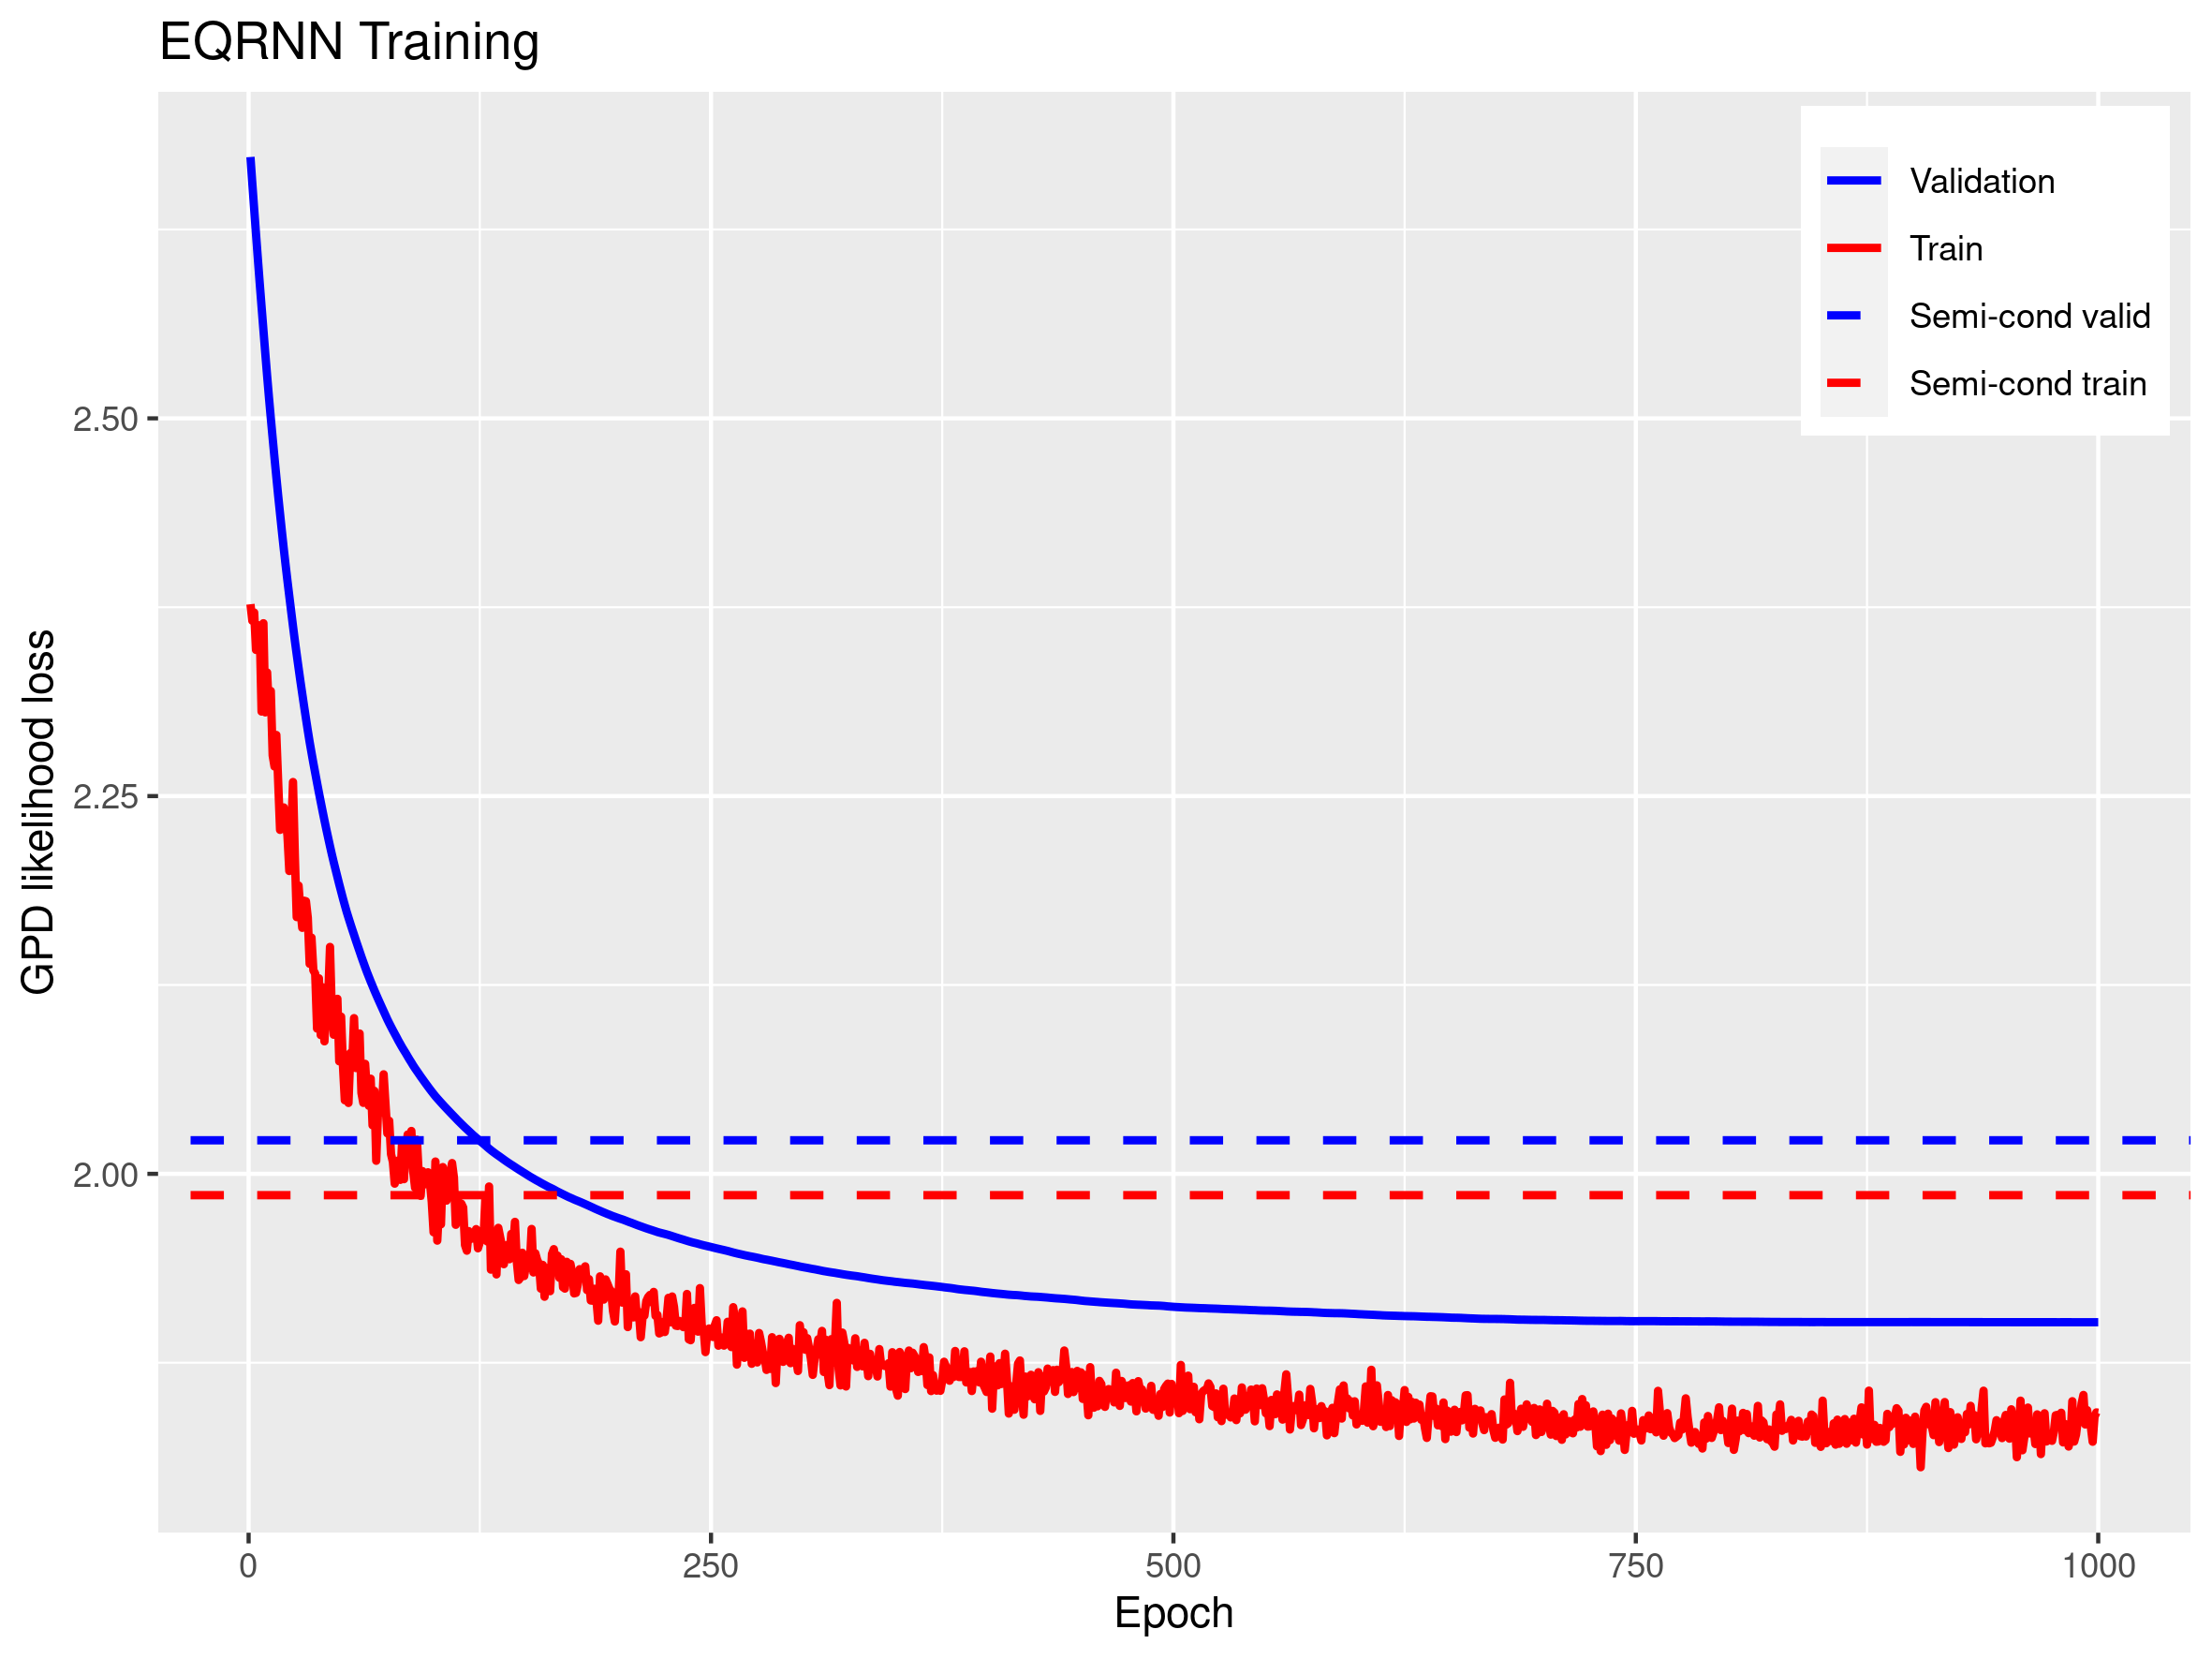 EQRNN Training
Validation
Train
Semi-cond valid
Semi-cond train
GPD likelihood loss
2.50
2.25
2.00
0 250 500 750 1000
Epoch